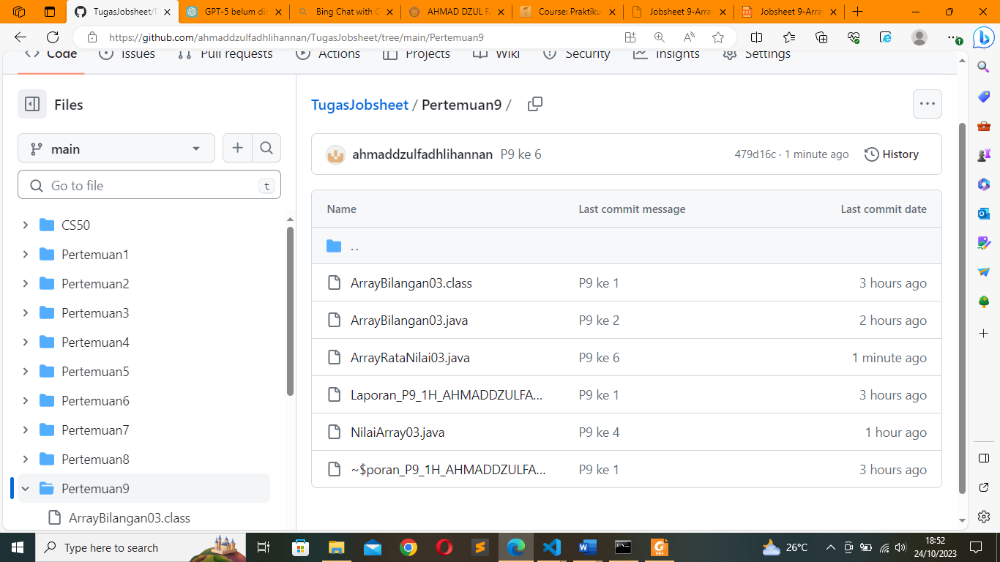 TugasJobsheet/P
GPT-5 belum dir
Bing Chat with G
AHMAD DZUL FA
Course: Praktiku
Jobsheet 9-Array
Jobsheet 9-Array
https://github.com/ahmaddzulfadhlihannan/TugasJobsheet/tree/main/Pertemuan9
Code Issues Pull requests Actions Projects Wiki Security Insights Settings
Files
main
Go to file t
CS50
Pertemuan1
Pertemuan2
Pertemuan3
Pertemuan4
Pertemuan5
Pertemuan6
Pertemuan7
Pertemuan8
Pertemuan9
ArrayBilangan03.class
TugasJobsheet / Pertemuan9 /
ahmaddzulfadhlihannan P9 ke 6 479d16c · 1 minute ago History
Name Last commit message Last commit date
..
ArrayBilangan03.class P9 ke 1 3 hours ago
ArrayBilangan03.java P9 ke 2 2 hours ago
ArrayRataNilai03.java P9 ke 6 1 minute ago
Laporan_P9_1H_AHMADDZULFA... P9 ke 1 3 hours ago
NilaiArray03.java P9 ke 4 1 hour ago
~$poran_P9_1H_AHMADDZULFA... P9 ke 1 3 hours ago
Type here to search
26°C
18:52
24/10/2023